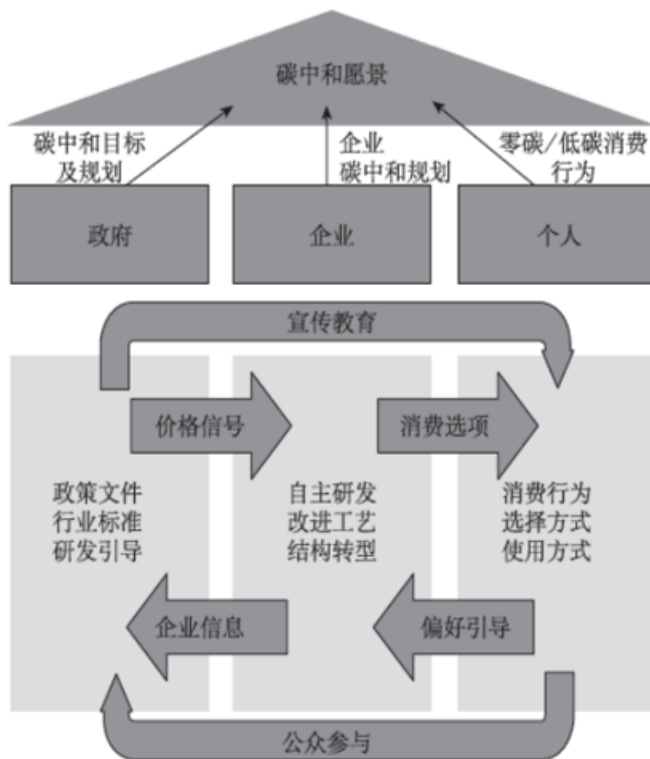 碳中和愿景
碳中和目标
及规划
企业
碳中和规划
零碳/低碳消费
行为
政府
企业
个人
宣传教育
价格信号
消费选项
政策文件
行业标准
研发引导
自主研发
改进工艺
结构转型
消费行为
选择方式
使用方式
企业信息
偏好引导
公众参与